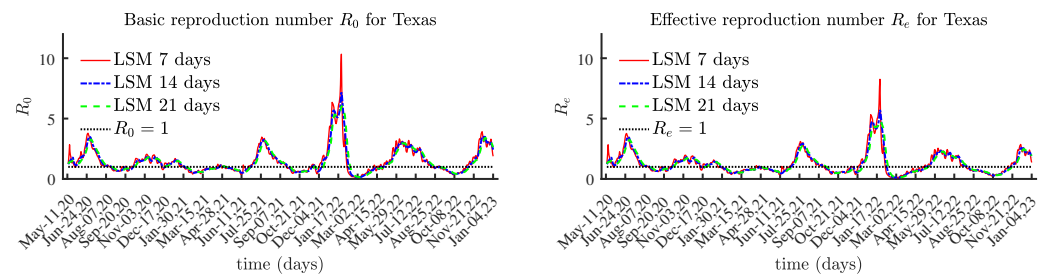 Basic reproduction number R₀ for Texas
10
5
0
R₀
LSM 7 days
LSM 14 days
LSM 21 days
R₀ = 1
May-11,20
Jun-24,20
Aug-07,20
Sep-20,20
Nov-03,20
Dec-17,20
Jan-30,21
Mar-15,21
Apr-28,21
Jun-11,21
Jul-25,21
Sep-07,21
Oct-21,21
Dec-04,21
Jan-17,22
Mar-02,22
Apr-15,22
May-29,22
Jul-12,22
Aug-25,22
Oct-08,22
Nov-21,22
Jan-04,23
time (days)
Effective reproduction number Rₑ for Texas
10
5
0
Rₑ
LSM 7 days
LSM 14 days
LSM 21 days
Rₑ = 1
May-11,20
Jun-24,20
Aug-07,20
Sep-20,20
Nov-03,20
Dec-17,20
Jan-30,21
Mar-15,21
Apr-28,21
Jun-11,21
Jul-25,21
Sep-07,21
Oct-21,21
Dec-04,21
Jan-17,22
Mar-02,22
Apr-15,22
May-29,22
Jul-12,22
Aug-25,22
Oct-08,22
Nov-21,22
Jan-04,23
time (days)